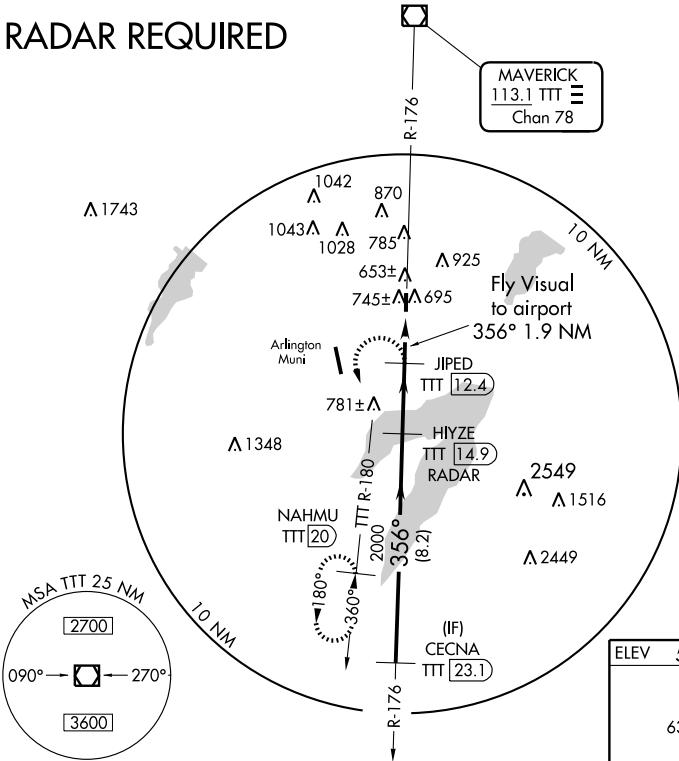 RADAR REQUIRED
MAVERICK
113.1 TTT
Chan 78
R-176
1743
1042
870
1043
1028
785
925
653±
745±
695
10 NM
Fly Visual
to airport
356° 1.9 NM
Arlington
Muni
JIPED
TTT 12.4
781±
HIYZE
TTT 14.9
RADAR
1348
2549
1516
TTT R-180
NAHMU
TTT 20
2000
356°
(8.2)
2449
180°
360°
MSA TTT 25 NM
2700
090°
270°
3600
10 NM
(IF)
CECNA
TTT 23.1
R-176
ELEV 5
63